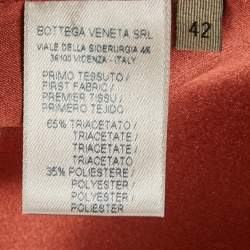 BOTTEGA VENETA SRL
VIALE DELLA SIDERURGIA 4/6
36100 VICENZA - ITALY
PRIMO TESSUTO /
FIRST FABRIC /
PREMIER TISSU /
PRIMERO TEJIDO
65% TRIACETATO /
TRIACETATE /
TRIACETATE /
TRIACETATO
35% POLIESTERE /
POLYESTER /
POLYESTER /
POLIESTER
42